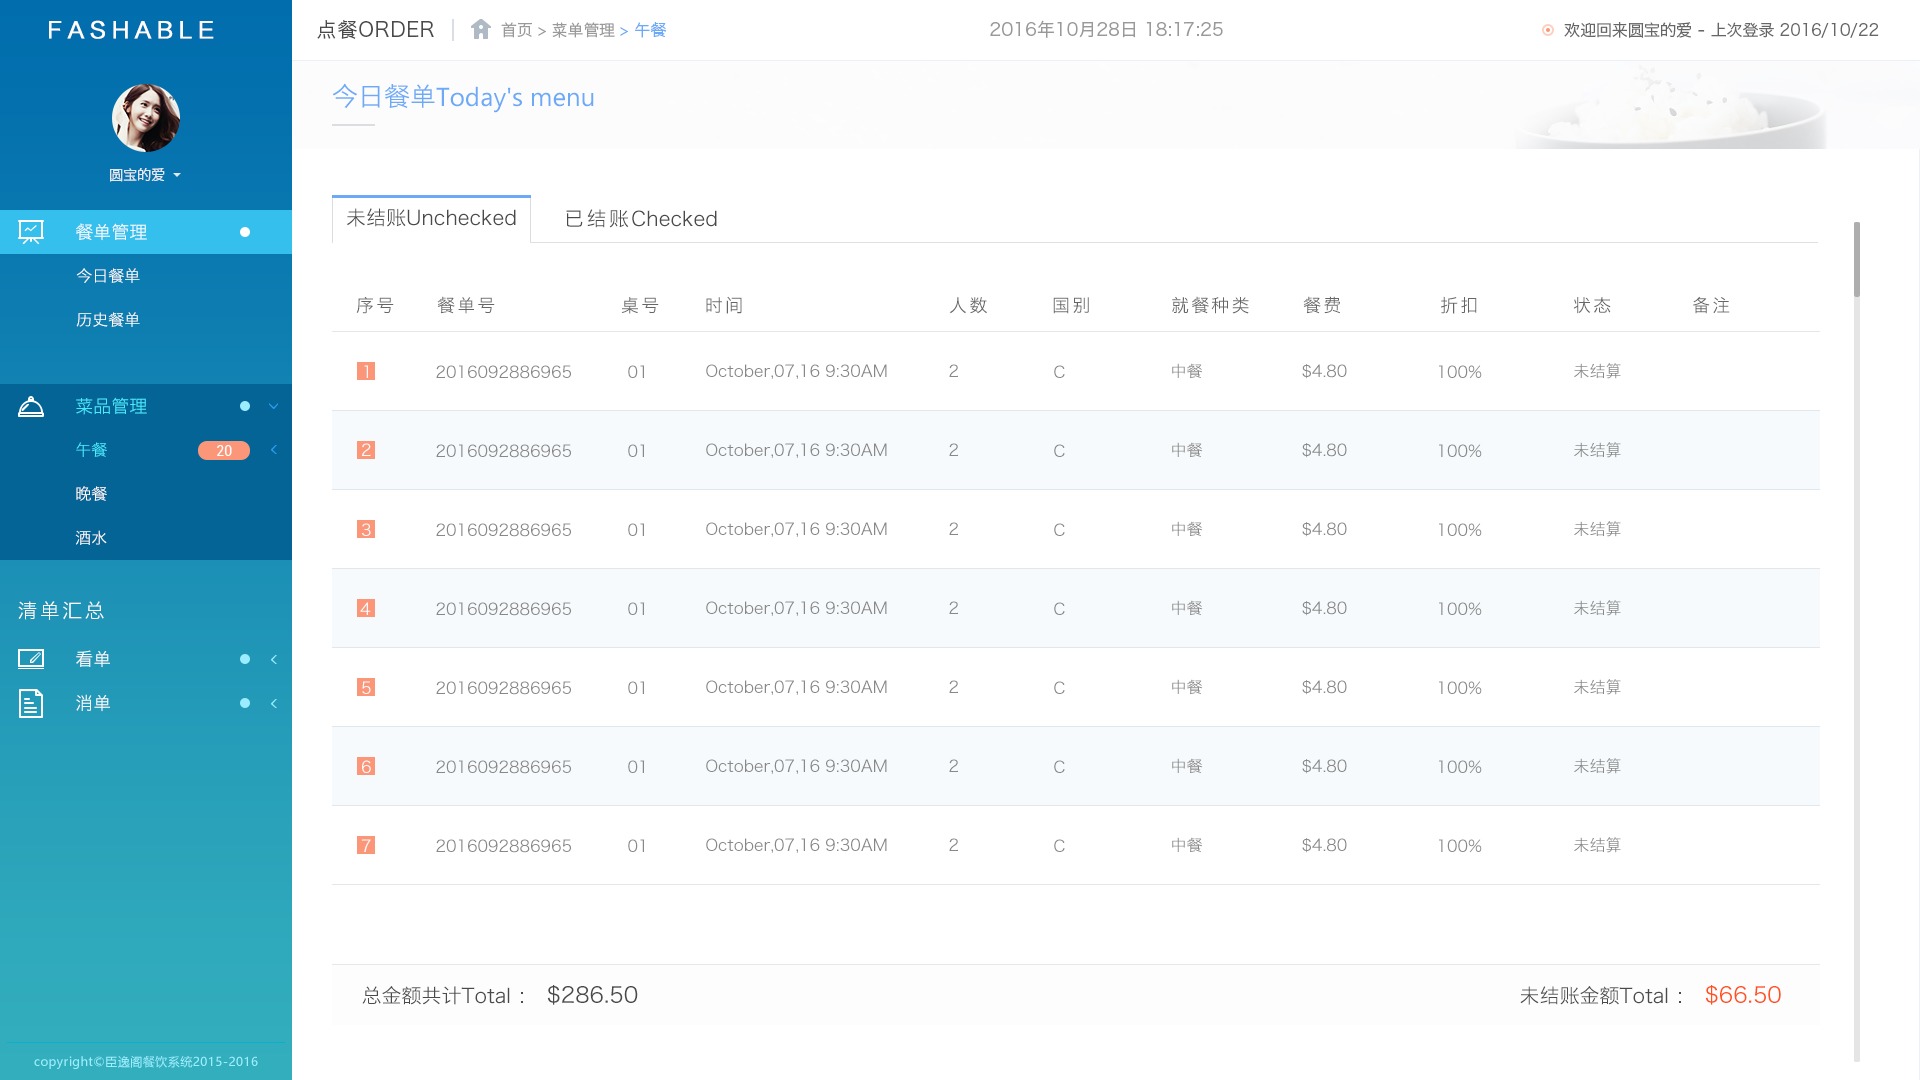 FASHABLE
圆宝的爱
餐单管理
今日餐单
历史餐单
菜品管理
午餐 20
晚餐
酒水
清单汇总
看单
消单
copyright©臣逸阁餐饮系统2015-2016
点餐ORDER 首页 > 菜单管理 > 午餐 2016年10月28日 18:17:25 欢迎回来圆宝的爱 - 上次登录 2016/10/22
今日餐单Today's menu
未结账Unchecked 已结账Checked
序号 餐单号 桌号 时间 人数 国别 就餐种类 餐费 折扣 状态 备注
1 2016092886965 01 October,07,16 9:30AM 2 C 中餐 $4.80 100% 未结算
2 2016092886965 01 October,07,16 9:30AM 2 C 中餐 $4.80 100% 未结算
3 2016092886965 01 October,07,16 9:30AM 2 C 中餐 $4.80 100% 未结算
4 2016092886965 01 October,07,16 9:30AM 2 C 中餐 $4.80 100% 未结算
5 2016092886965 01 October,07,16 9:30AM 2 C 中餐 $4.80 100% 未结算
6 2016092886965 01 October,07,16 9:30AM 2 C 中餐 $4.80 100% 未结算
7 2016092886965 01 October,07,16 9:30AM 2 C 中餐 $4.80 100% 未结算
总金额共计Total： $286.50 未结账金额Total： $66.50